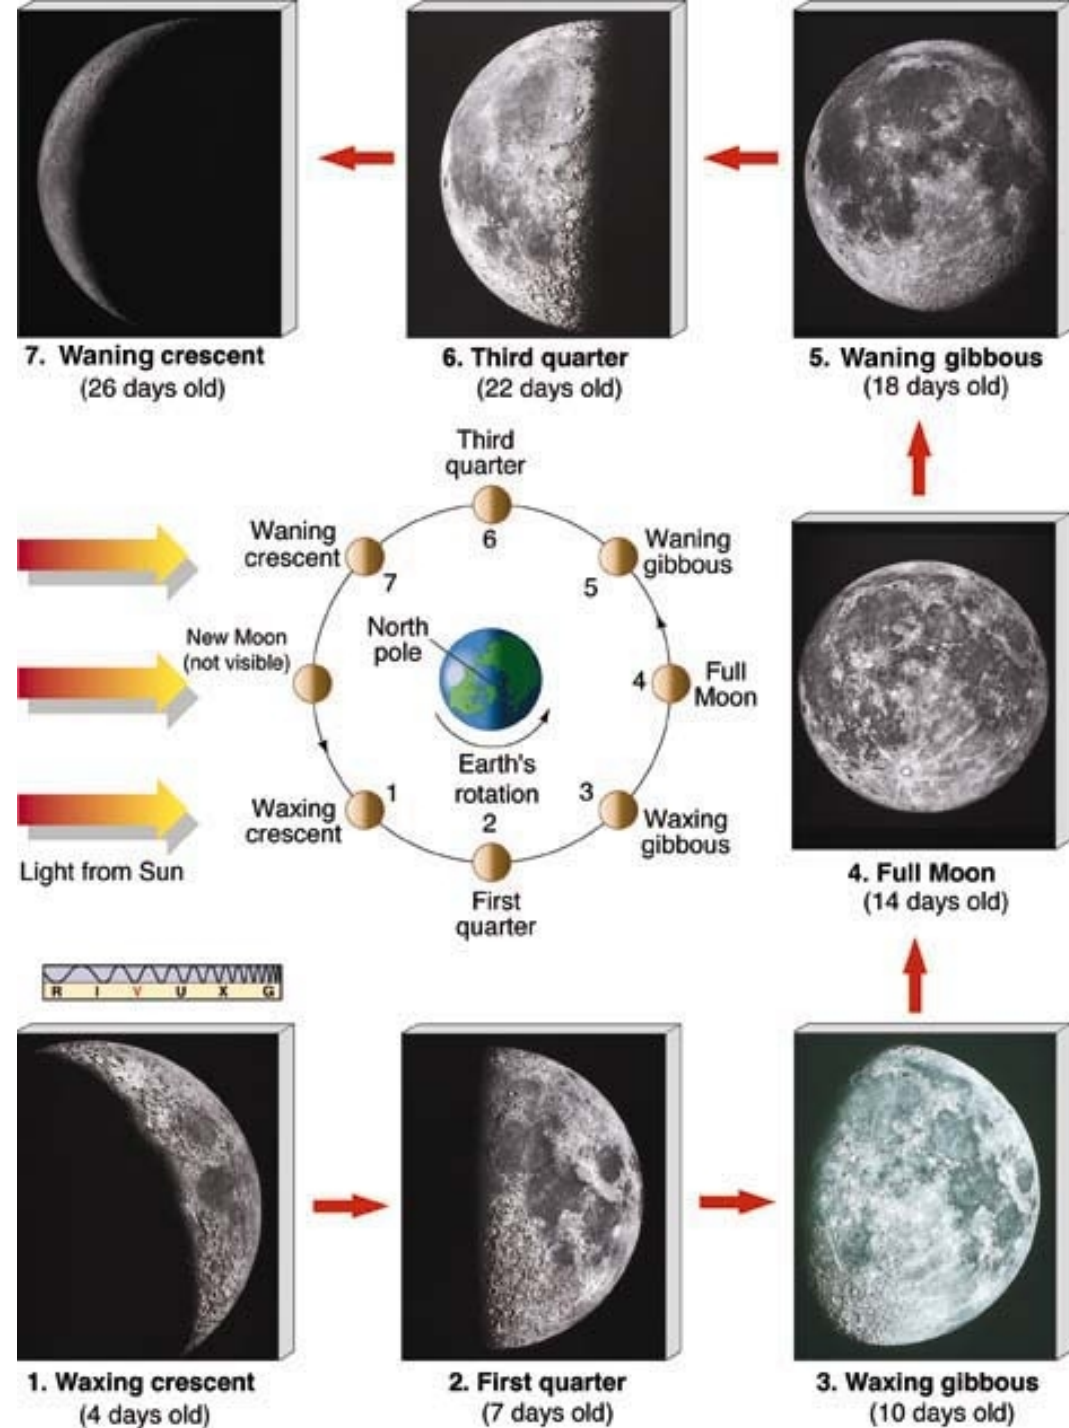 7. Waning crescent
(26 days old)
6. Third quarter
(22 days old)
5. Waning gibbous
(18 days old)
Third
quarter
6
Waning
crescent
7
Waning
gibbous
5
New Moon
(not visible)
North
pole
4
Full
Moon
Earth's
rotation
Waxing
crescent
1
2
3
Waxing
gibbous
First
quarter
Light from Sun
4. Full Moon
(14 days old)
R I V U X G
1. Waxing crescent
(4 days old)
2. First quarter
(7 days old)
3. Waxing gibbous
(10 days old)